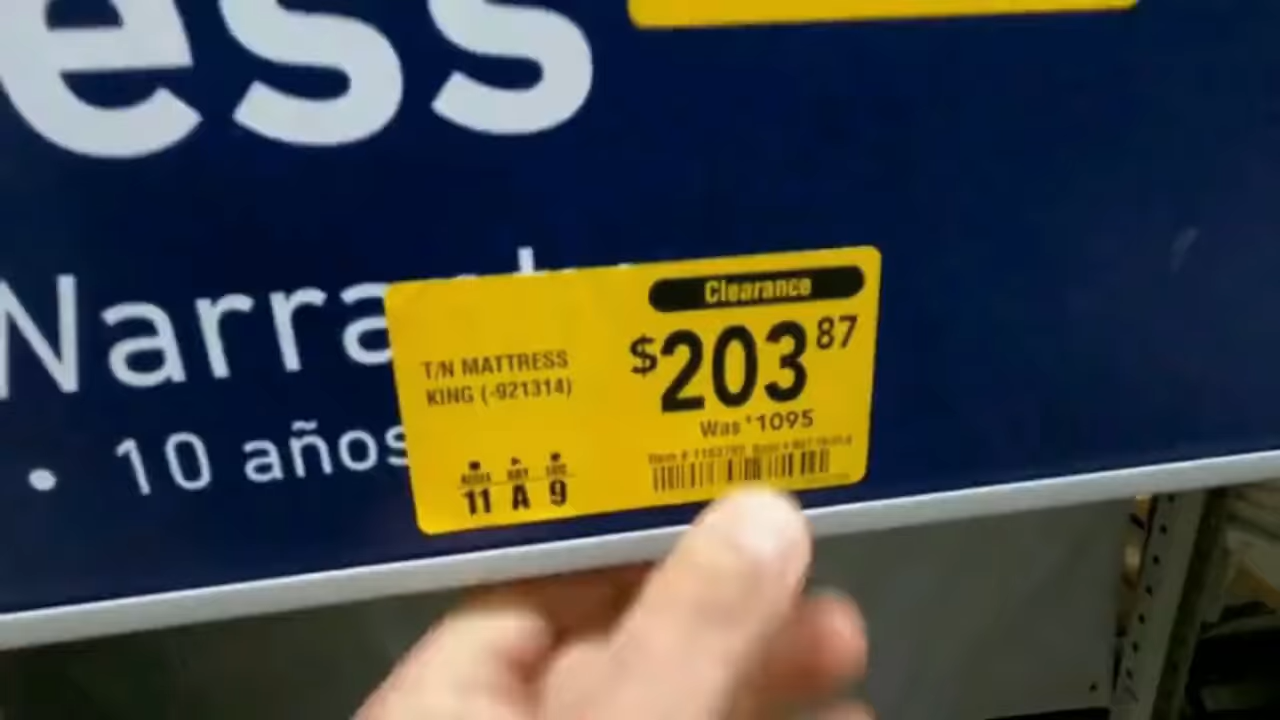 ess
Narra
• 10 años
Clearance
$203 87
T/N MATTRESS
KING (-921314)
Was $1095
11 A 9